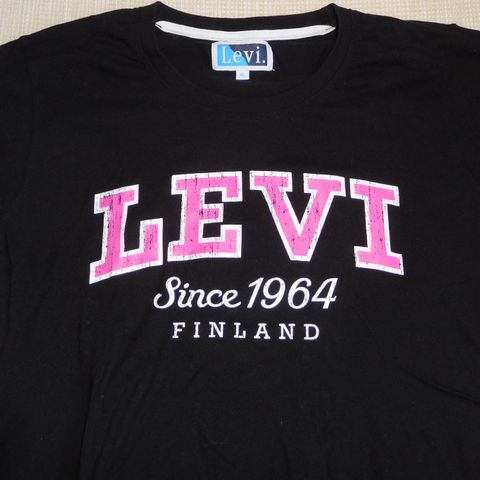 Levi.
LEVI
Since 1964
FINLAND